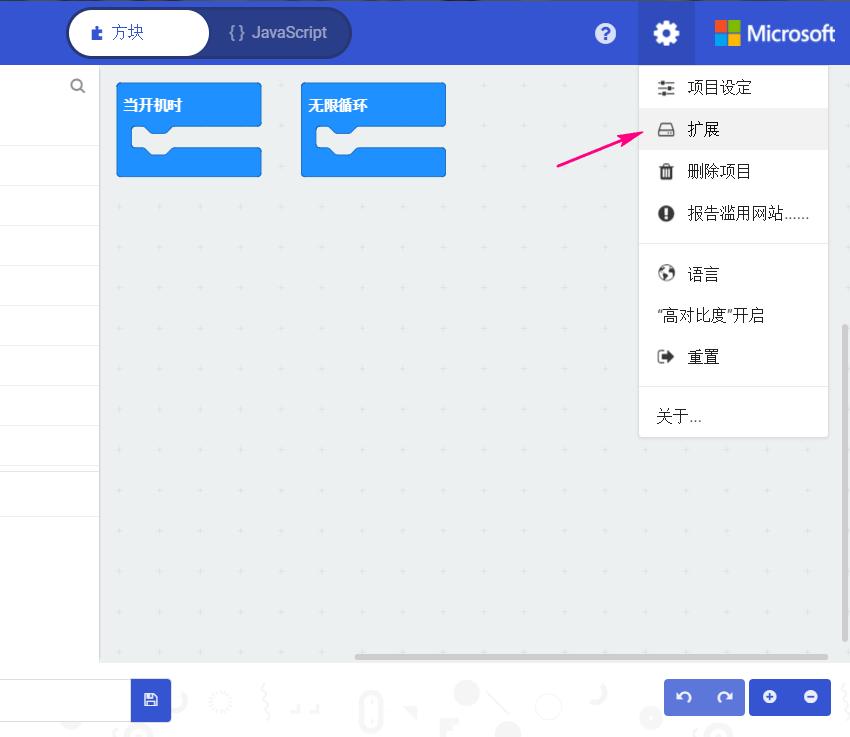 方块
{ } JavaScript
?
Microsoft
当开机时
无限循环
项目设定
扩展
删除项目
报告滥用网站......
语言
“高对比度”开启
重置
关于...